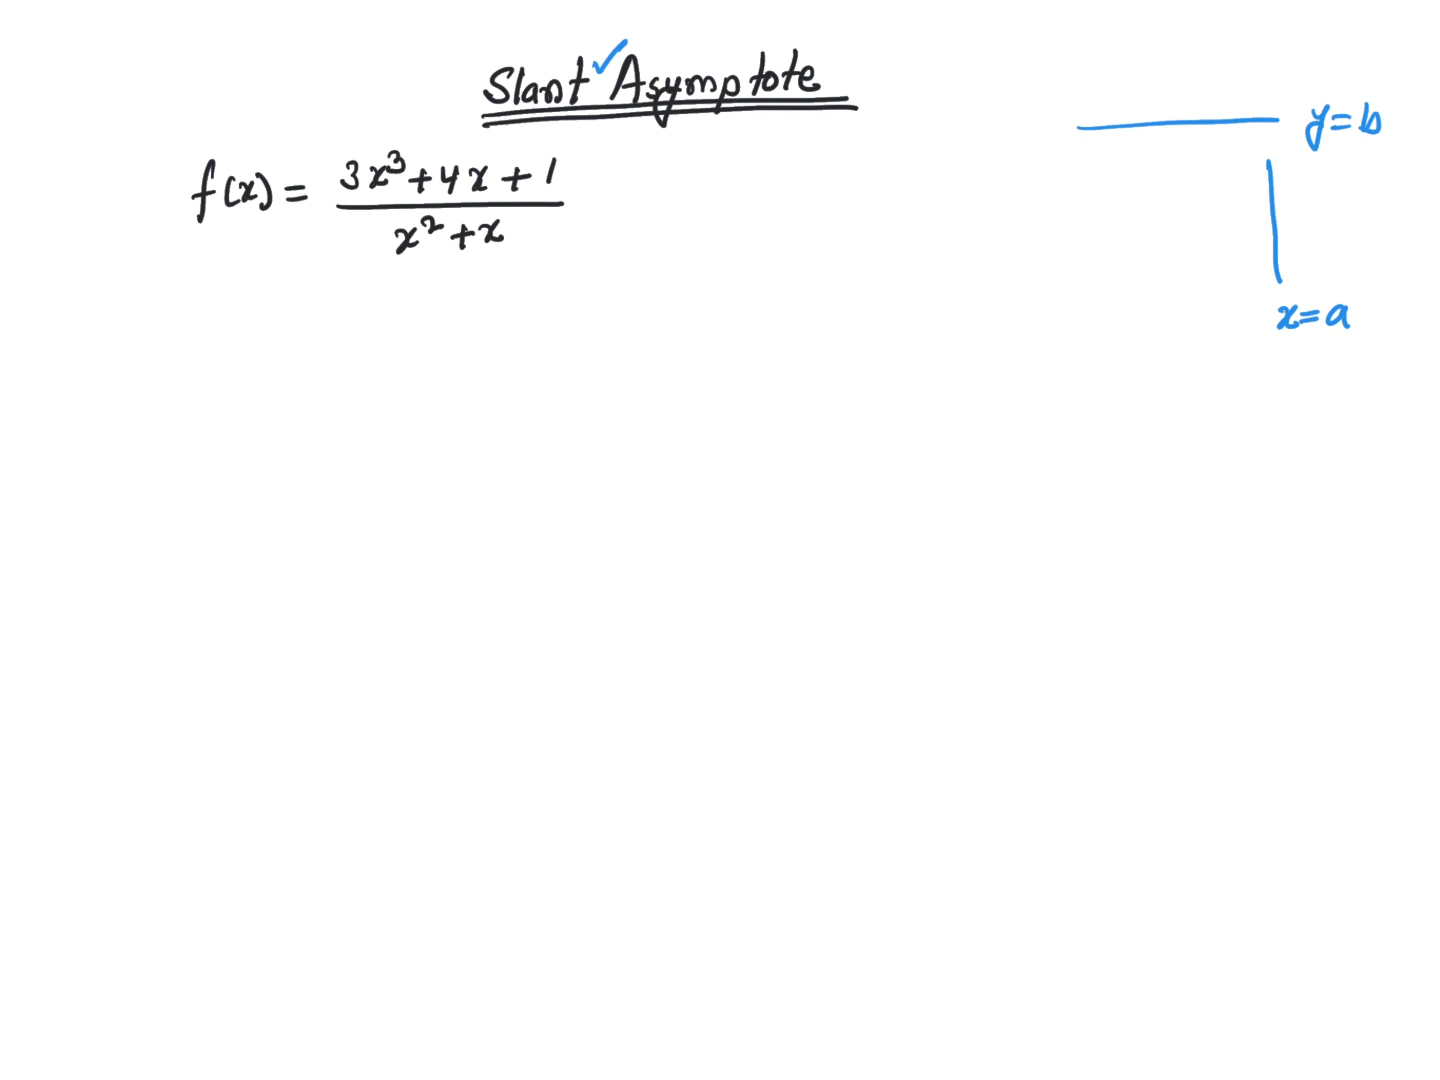 Slant ✓ Asymptote
y=b
f(x) = (3x³+4x+1)/(x²+x)
x=a